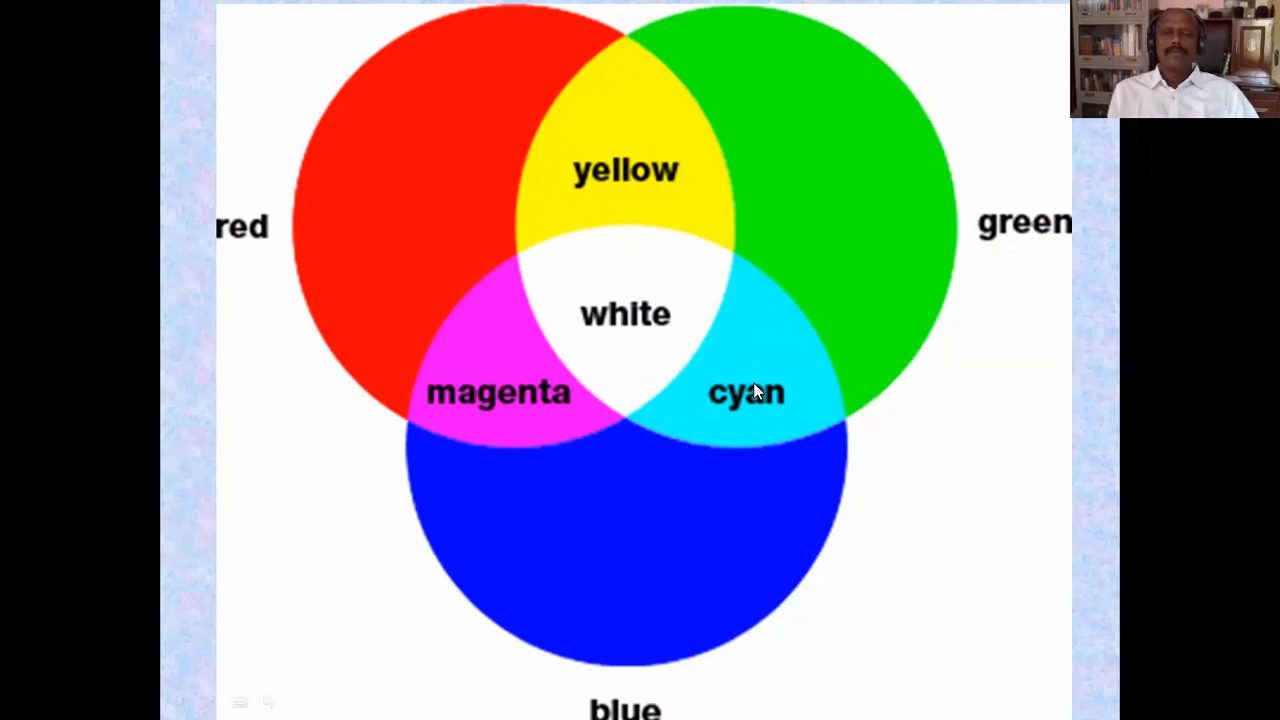 yellow
red
green
white
magenta
cyan
blue